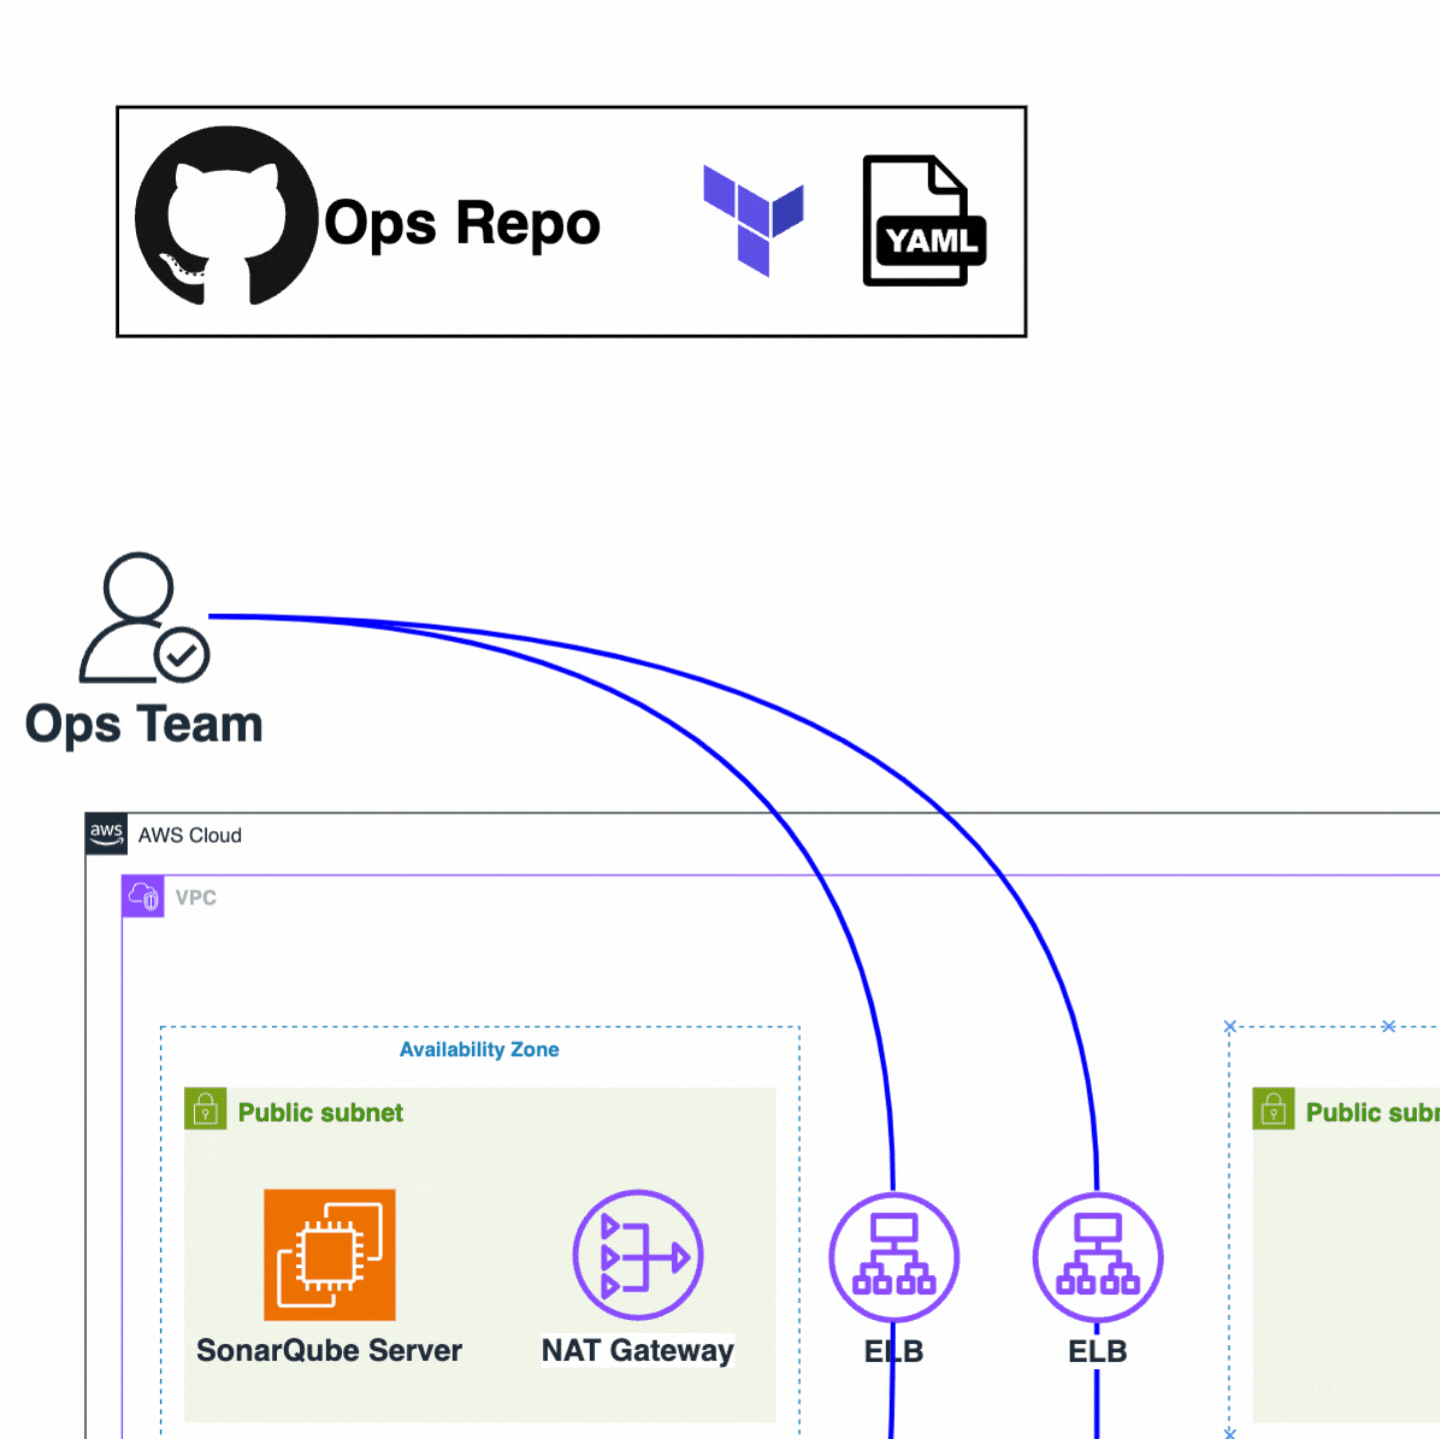 Ops Repo
YAML
Ops Team
aws
AWS Cloud
VPC
Availability Zone
Public subnet
Public
SonarQube Server
NAT Gateway
ELB
ELB